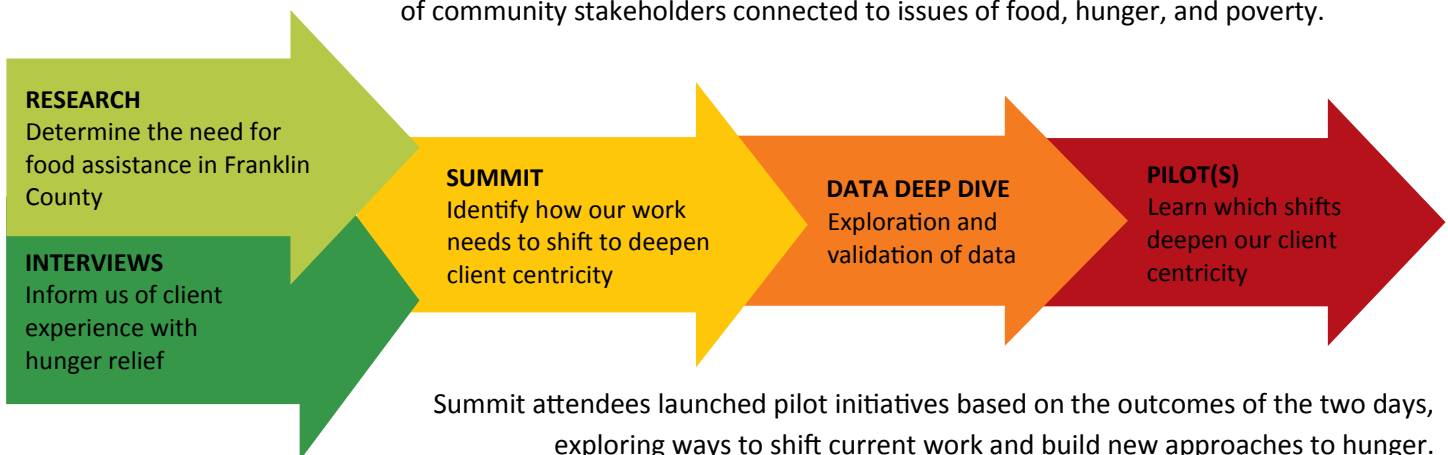 of community stakeholders connected to issues of food, hunger, and poverty.
RESEARCH
Determine the need for
food assistance in Franklin
County
INTERVIEWS
Inform us of client
experience with
hunger relief
SUMMIT
Identify how our work
needs to shift to deepen
client centricity
DATA DEEP DIVE
Exploration and
validation of data
PILOT(S)
Learn which shifts
deepen our client
centricity
Summit attendees launched pilot initiatives based on the outcomes of the two days,
exploring ways to shift current work and build new approaches to hunger.